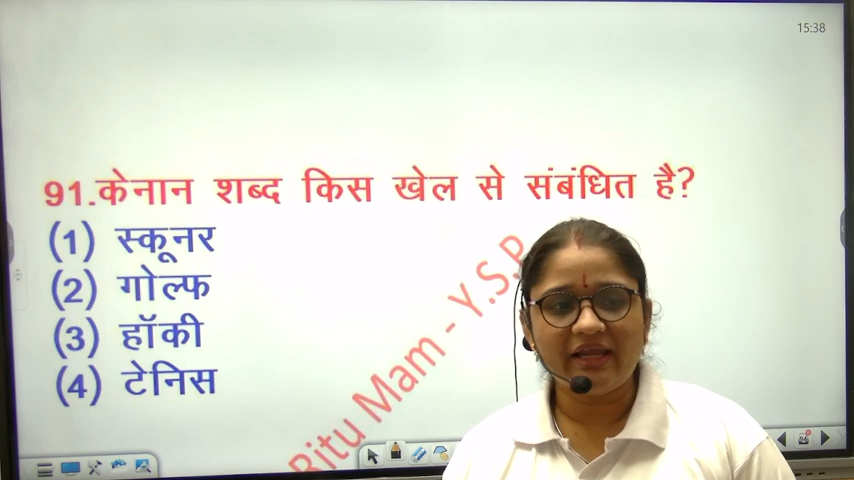 15:38
91.केनान शब्द किस खेल से संबंधित है?
(1) स्कूनर
(2) गोल्फ
(3) हॉकी
(4) टेनिस
Ritu Mam - Y.S.P